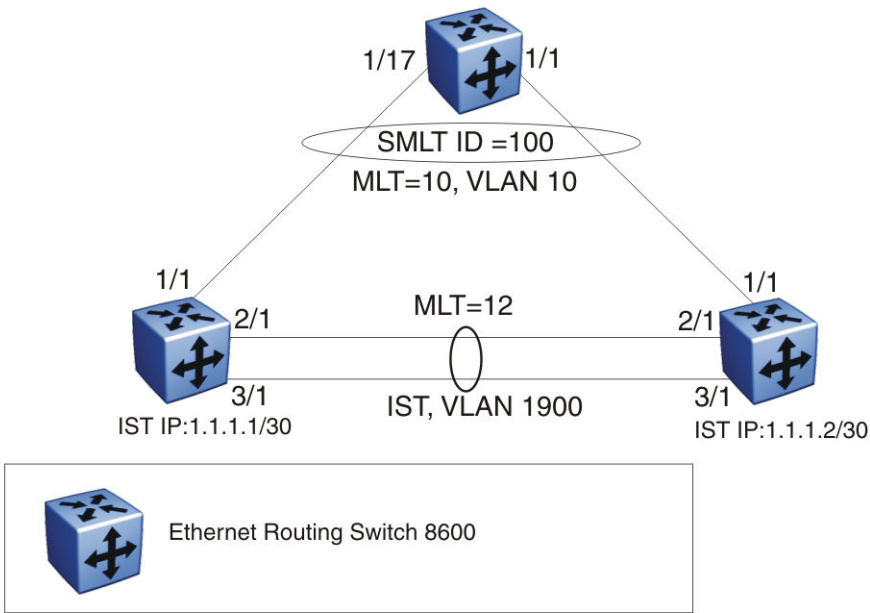 1/17
1/1
SMLT ID =100
MLT=10, VLAN 10
1/1
1/1
2/1
MLT=12
2/1
3/1
IST, VLAN 1900
3/1
IST IP:1.1.1.1/30
IST IP:1.1.1.2/30
Ethernet Routing Switch 8600